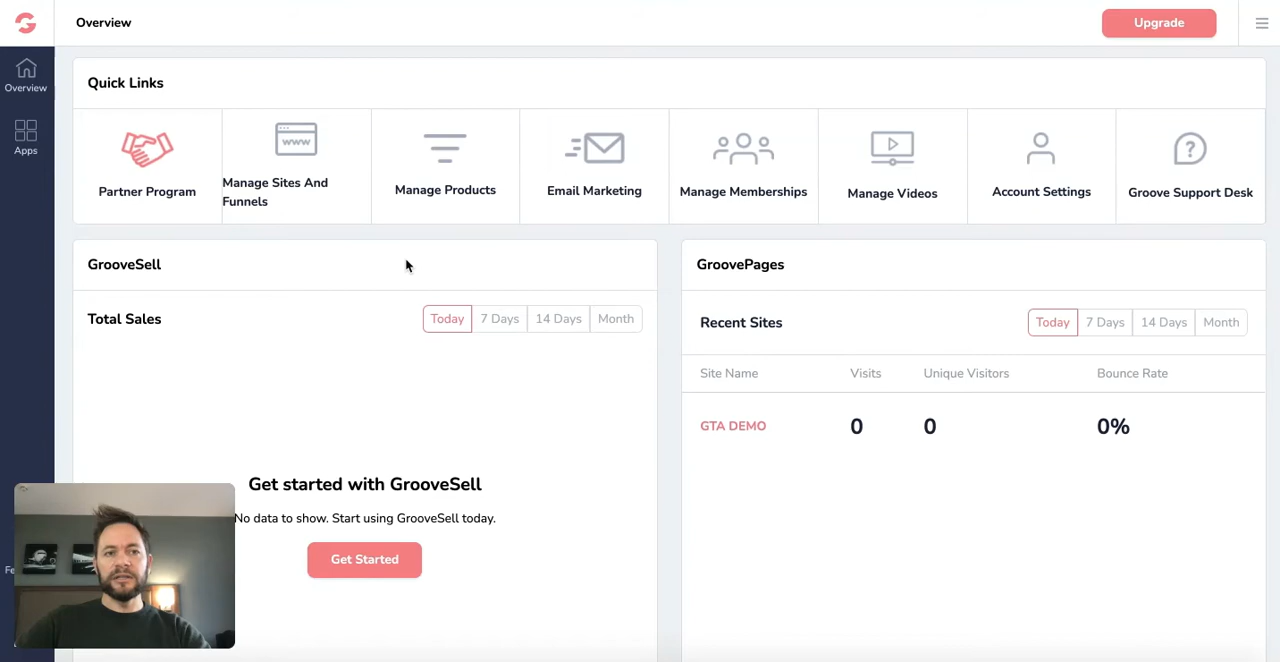 Overview
Upgrade
Overview
Apps
Quick Links
www
Partner Program
Manage Sites And
Funnels
Manage Products
Email Marketing
Manage Memberships
Manage Videos
Account Settings
?
Groove Support Desk
GrooveSell
Total Sales
Today
7 Days
14 Days
Month
Get started with GrooveSell
No data to show. Start using GrooveSell today.
Get Started
GroovePages
Recent Sites
Today
7 Days
14 Days
Month
Site Name
Visits
Unique Visitors
Bounce Rate
GTA DEMO
0
0
0%